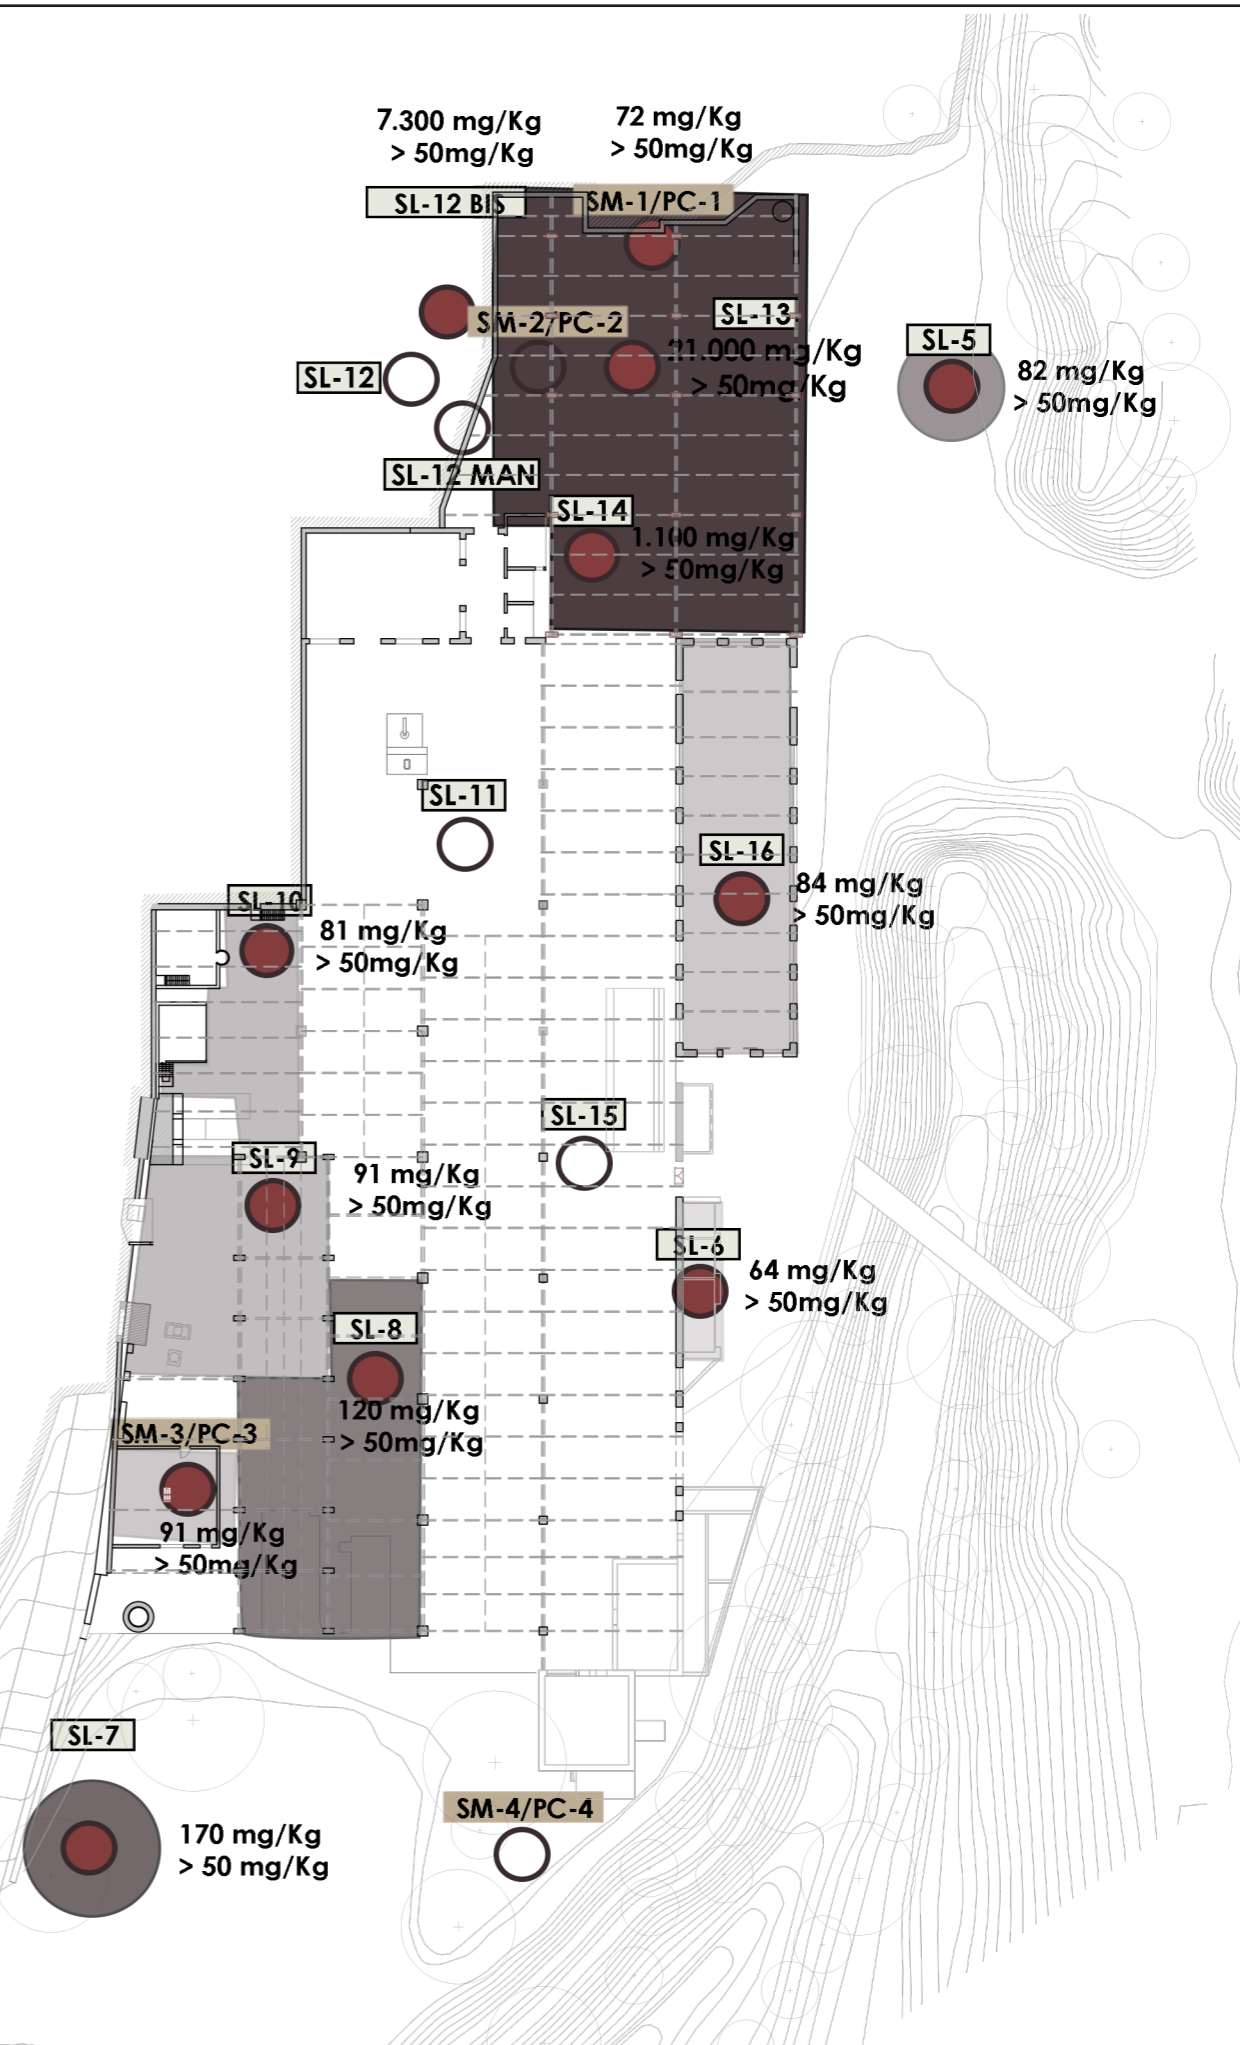 7.300 mg/Kg
> 50mg/Kg
72 mg/Kg
> 50mg/Kg
SL-12 BIS
SM-1/PC-1
SM-2/PC-2
SL-13
21.000 mg/Kg
> 50mg/Kg
SL-5
82 mg/Kg
> 50mg/Kg
SL-12
SL-12 MAN
SL-14
1.100 mg/Kg
> 50mg/Kg
SL-11
SL-16
84 mg/Kg
> 50mg/Kg
SL-10
81 mg/Kg
> 50mg/Kg
SL-15
SL-9
91 mg/Kg
> 50mg/Kg
SL-6
64 mg/Kg
> 50mg/Kg
SL-8
120 mg/Kg
> 50mg/Kg
SM-3/PC-3
91 mg/Kg
> 50mg/Kg
SL-7
170 mg/Kg
> 50 mg/Kg
SM-4/PC-4